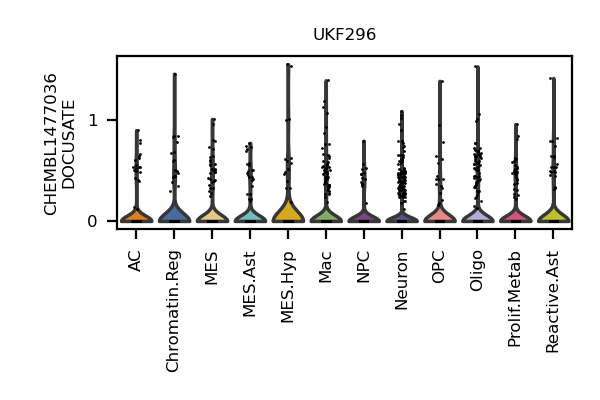 UKF296
CHEMBL1477036
DOCUSATE
1
0
AC
Chromatin.Reg
MES
MES.Ast
MES.Hyp
Mac
NPC
Neuron
OPC
Oligo
Prolif.Metab
Reactive.Ast